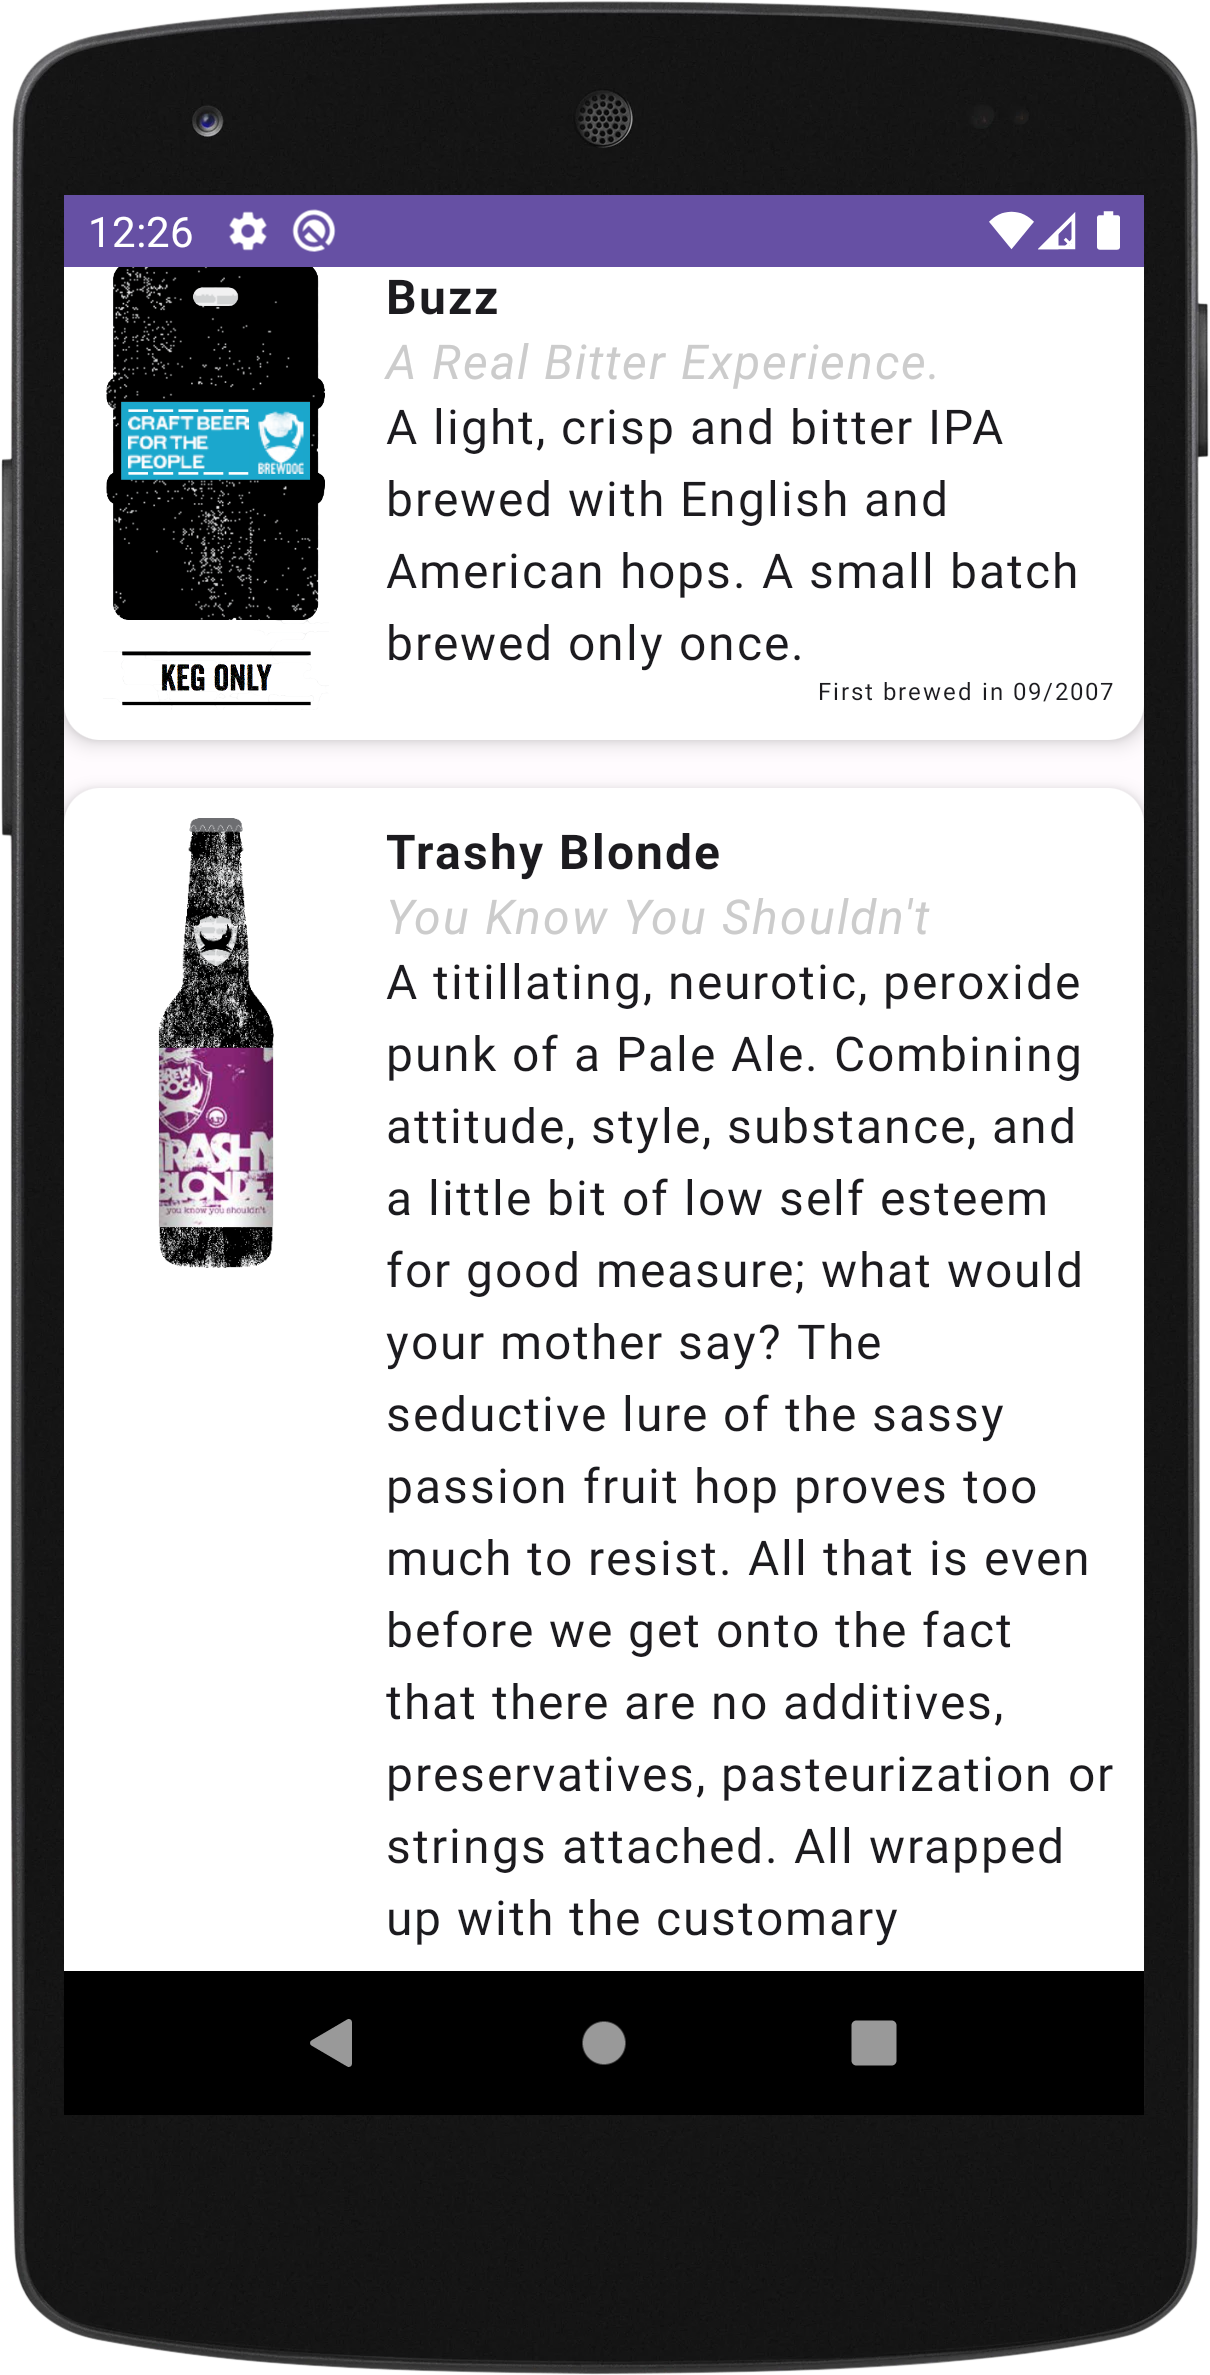 12:26
Buzz
A Real Bitter Experience.
A light, crisp and bitter IPA
brewed with English and
American hops. A small batch
brewed only once.
First brewed in 09/2007
CRAFT BEER
FOR THE
PEOPLE
BREWDOG
KEG ONLY
Trashy Blonde
You Know You Shouldn't
A titillating, neurotic, peroxide
punk of a Pale Ale. Combining
attitude, style, substance, and
a little bit of low self esteem
for good measure; what would
your mother say? The
seductive lure of the sassy
passion fruit hop proves too
much to resist. All that is even
before we get onto the fact
that there are no additives,
preservatives, pasteurization or
strings attached. All wrapped
up with the customary
BREW
DOG
TRASHY
BLONDE
you know you shouldn't